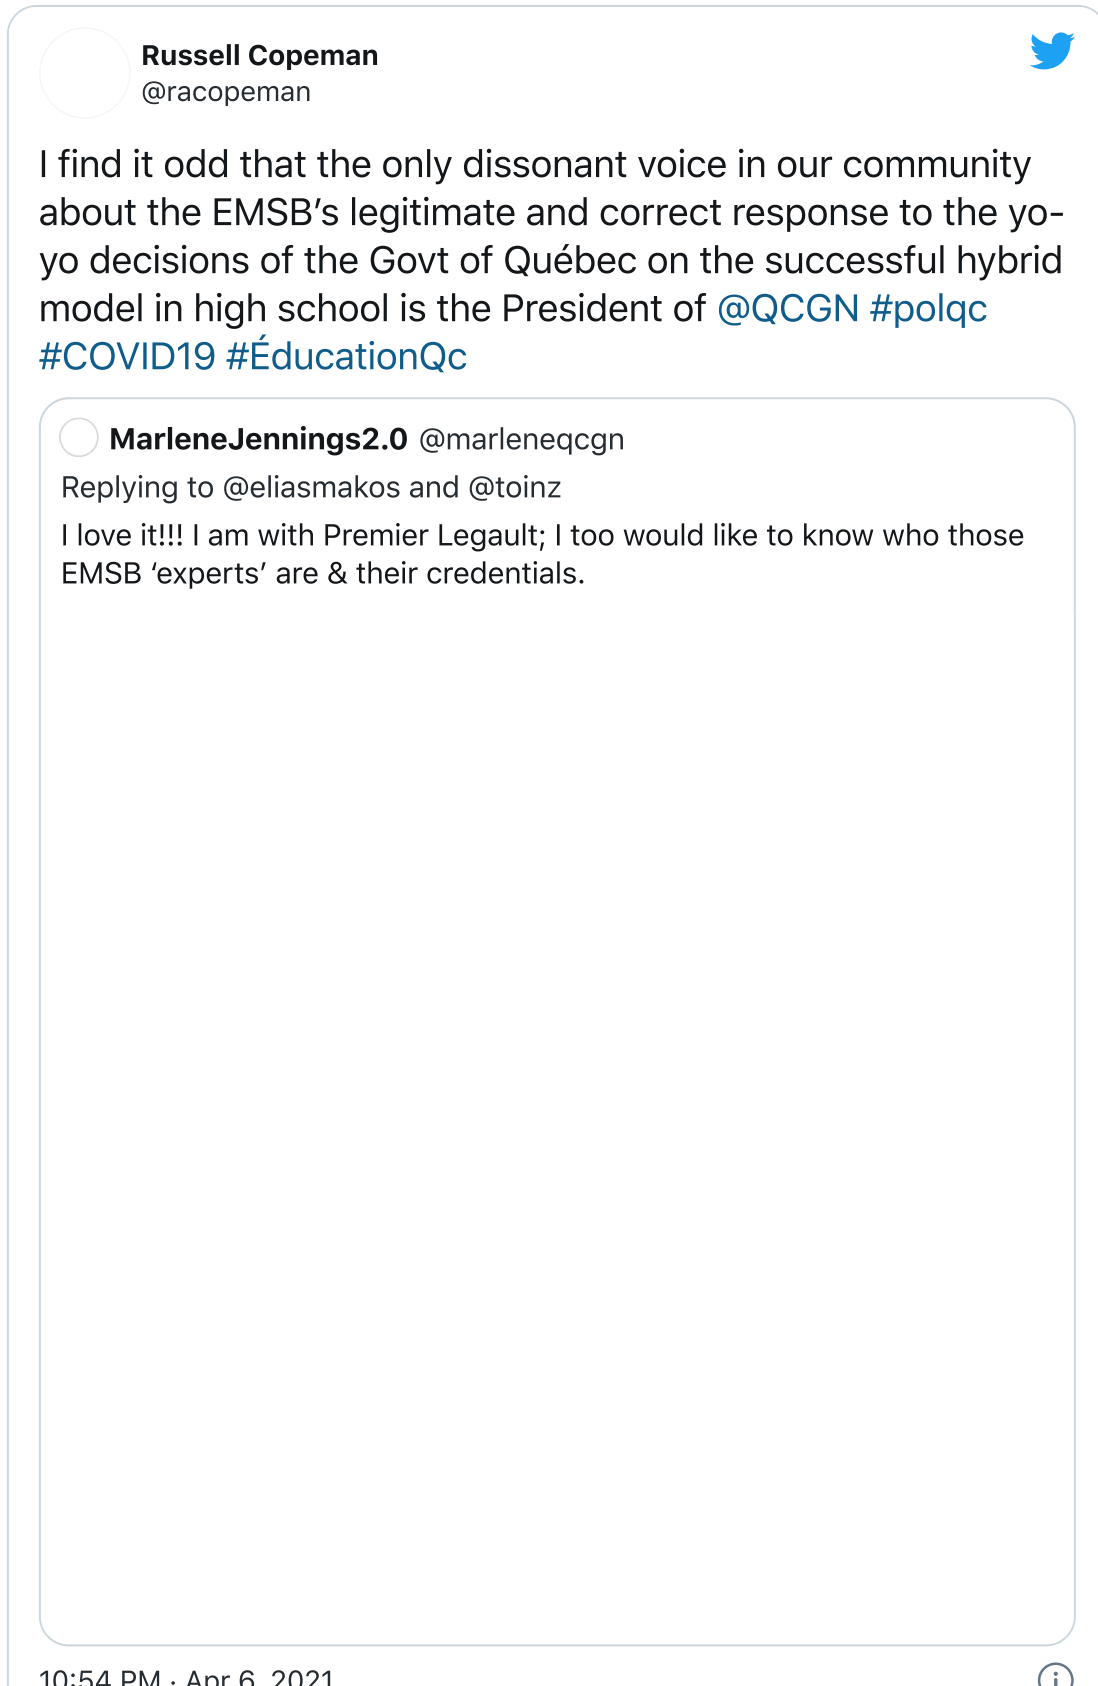 Russell Copeman
@racopeman
I find it odd that the only dissonant voice in our community
about the EMSB’s legitimate and correct response to the yo-
yo decisions of the Govt of Québec on the successful hybrid
model in high school is the President of @QCGN #polqc
#COVID19 #ÉducationQc
MarleneJennings2.0 @marleneqcgn
Replying to @eliasmakos and @toinz
I love it!!! I am with Premier Legault; I too would like to know who those
EMSB ‘experts’ are & their credentials.
10:54 PM · Apr 6, 2021